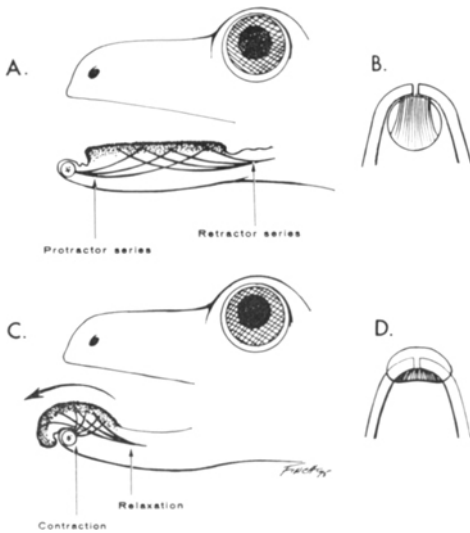 A.
B.
Retractor series
Protractor series
C.
D.
Relaxation
Contraction